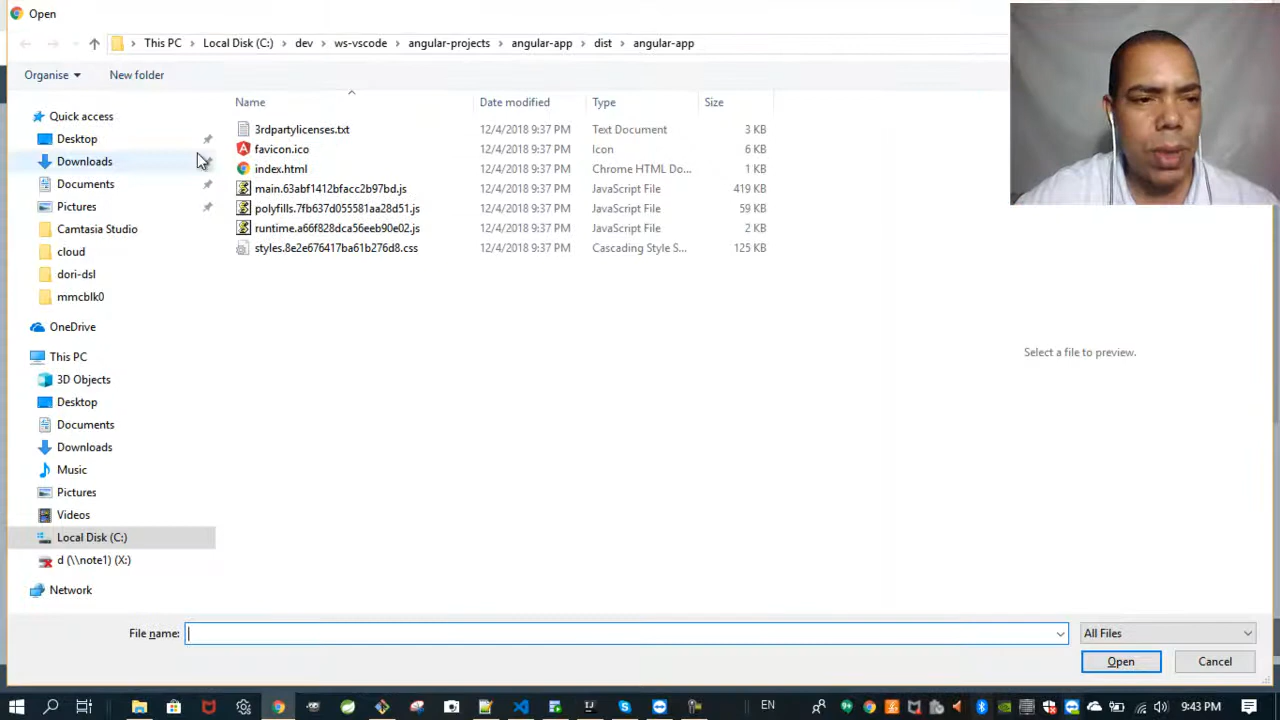 Open
This PC > Local Disk (C:) > dev > ws-vscode > angular-projects > angular-app > dist > angular-app
Organise New folder
Name Date modified Type Size
3rdpartylicenses.txt 12/4/2018 9:37 PM Text Document 3 KB
favicon.ico 12/4/2018 9:37 PM Icon 6 KB
index.html 12/4/2018 9:37 PM Chrome HTML Do... 1 KB
main.63abf1412bfacc2b97bd.js 12/4/2018 9:37 PM JavaScript File 419 KB
polyfills.7fb637d055581aa28d51.js 12/4/2018 9:37 PM JavaScript File 59 KB
runtime.a66f828dca56eeb90e02.js 12/4/2018 9:37 PM JavaScript File 2 KB
styles.8e2e676417ba61b276d8.css 12/4/2018 9:37 PM Cascading Style S... 125 KB
Quick access
Desktop
Downloads
Documents
Pictures
Camtasia Studio
cloud
dori-dsl
mmcblk0
OneDrive
This PC
3D Objects
Desktop
Documents
Downloads
Music
Pictures
Videos
Local Disk (C:)
d (\\note1) (X:)
Network
Select a file to preview.
File name: All Files
Open Cancel
EN 9:43 PM